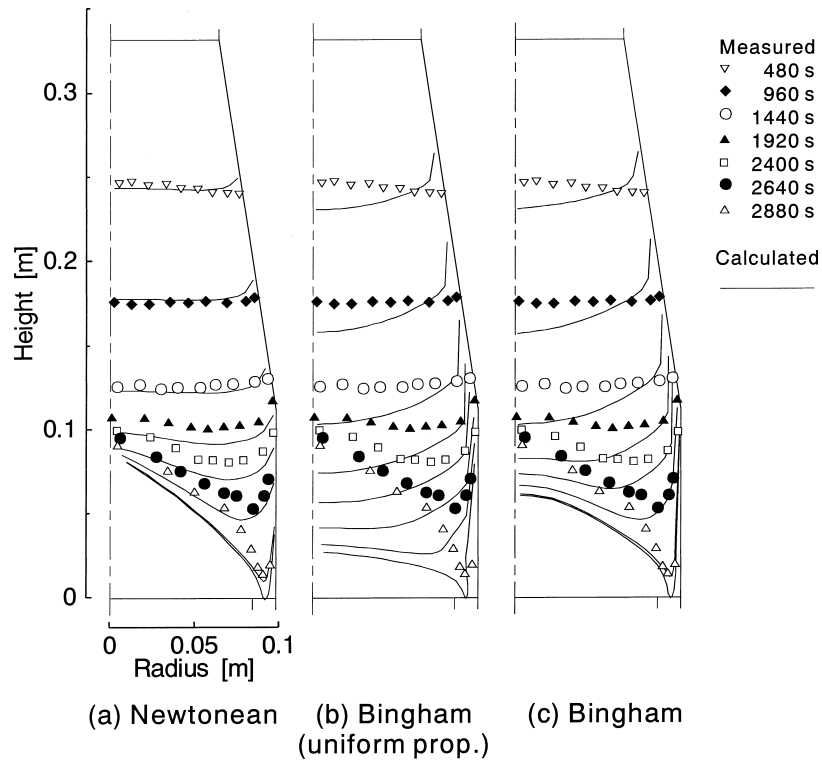 Measured
480 s
960 s
1440 s
1920 s
2400 s
2640 s
2880 s
Calculated
Height [m]
0.3
0.2
0.1
0
0 0.05 0.1
Radius [m]
(a) Newtonean
(b) Bingham
(uniform prop.)
(c) Bingham